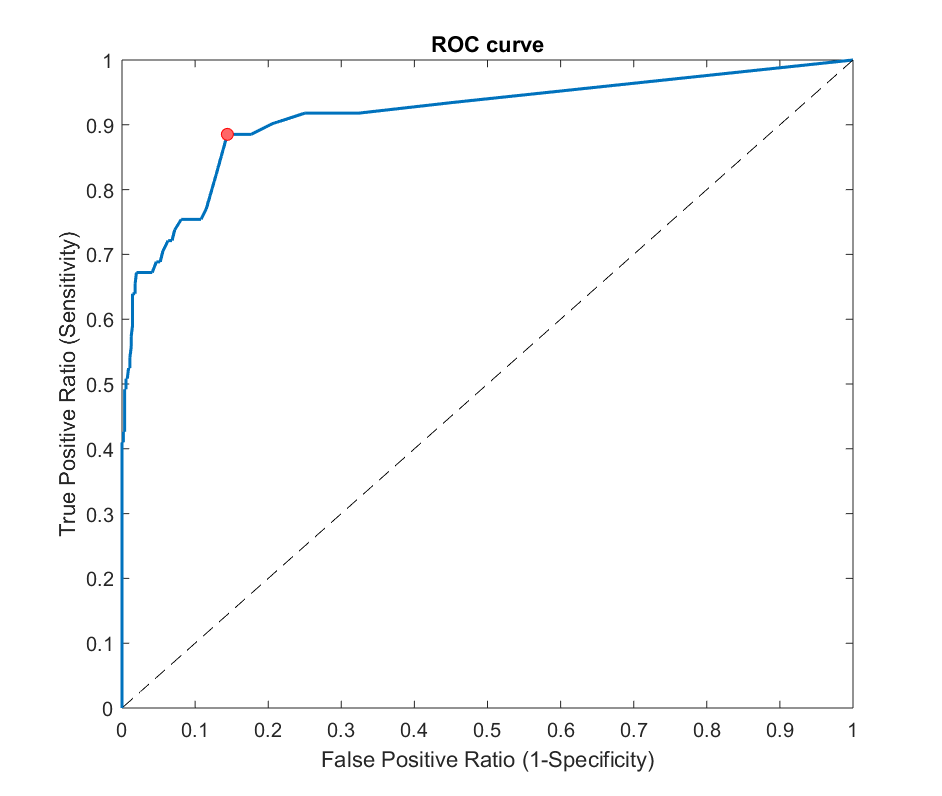 ROC curve
1
0.9
0.8
0.7
0.6
0.5
0.4
0.3
0.2
0.1
0
True Positive Ratio (Sensitivity)
0 0.1 0.2 0.3 0.4 0.5 0.6 0.7 0.8 0.9 1
False Positive Ratio (1-Specificity)